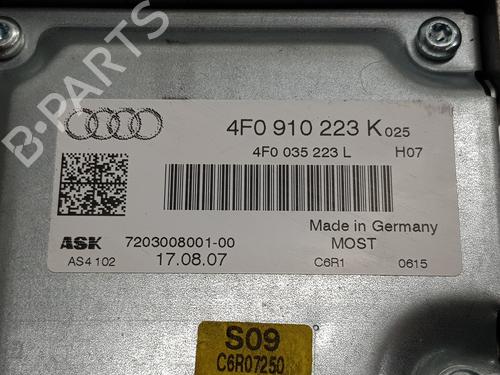 B-PARTS
4F0 910 223 K 025
4F0 035 223 L H07
Made in Germany
ASK 7203008001-00 MOST
AS4 102 17.08.07 C6R1 0615
S09
C6R07250